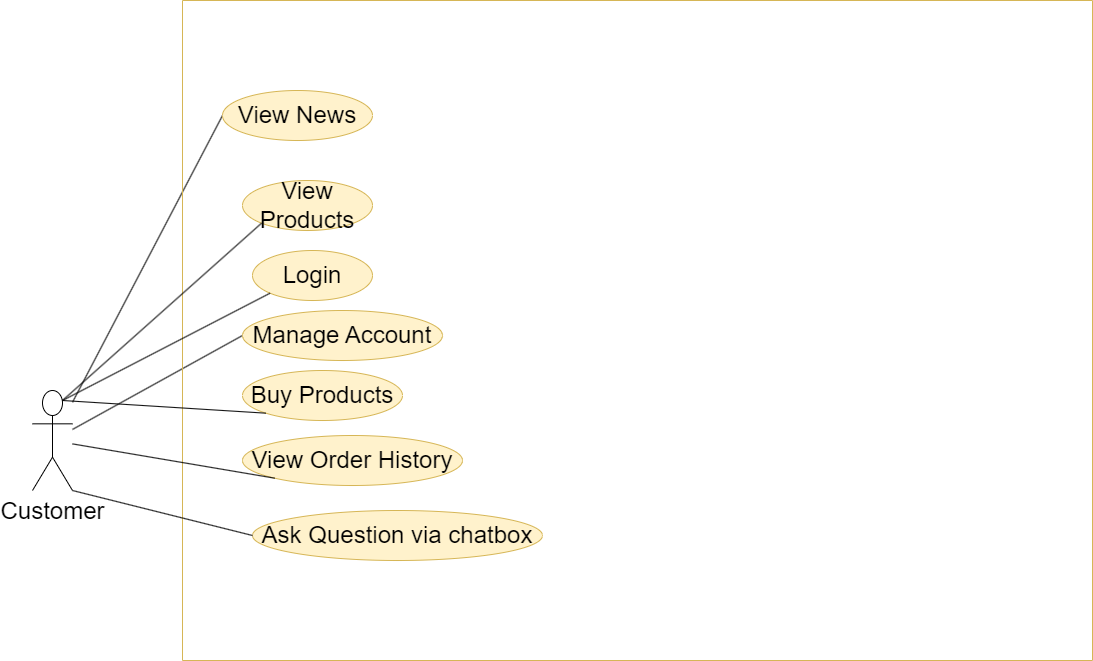 View News
View
Products
Login
Manage Account
Buy Products
View Order History
Customer
Ask Question via chatbox